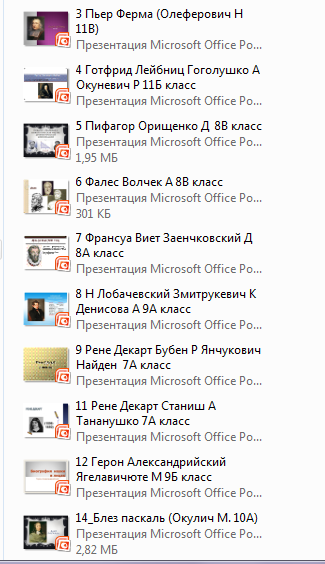 3 Пьер Ферма (Олеферович Н
11В)
Презентация Microsoft Office Po...
4 Готфрид Лейбниц Гоголушко А
Окуневич Р 11Б класс
Презентация Microsoft Office Po...
5 Пифагор Орищенко Д  8В класс
Презентация Microsoft Office Po...
1,95 МБ
6 Фалес Волчек А 8В класс
Презентация Microsoft Office Po...
301 КБ
7 Франсуа Виет Заенчковский Д
8А класс
Презентация Microsoft Office Po...
8 Н Лобачевский Змитрукевич К
Денисова А 9А класс
Презентация Microsoft Office Po...
9 Рене Декарт Бубен Р Янчукович
Найден  7А класс
Презентация Microsoft Office Po...
11 Рене Декарт Станиш А
Тананушко 7А класс
Презентация Microsoft Office Po...
12 Герон Александрийский
Ягелавичюте М 9Б класс
Презентация Microsoft Office Po...
14_Блез паскаль (Окулич М. 10А)
Презентация Microsoft Office Po...
2,82 МБ